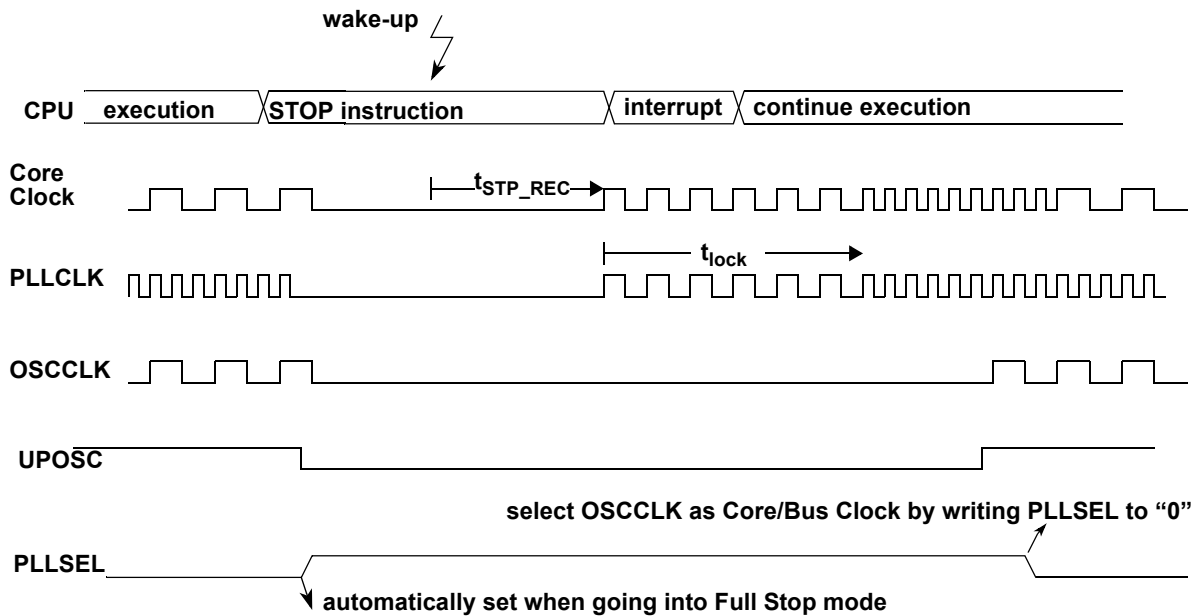 wake-up
CPU execution STOP instruction interrupt continue execution
Core
Clock
tSTP_REC
tlock
PLLCLK
OSCCLK
UPOSC
select OSCCLK as Core/Bus Clock by writing PLLSEL to “0”
PLLSEL
automatically set when going into Full Stop mode